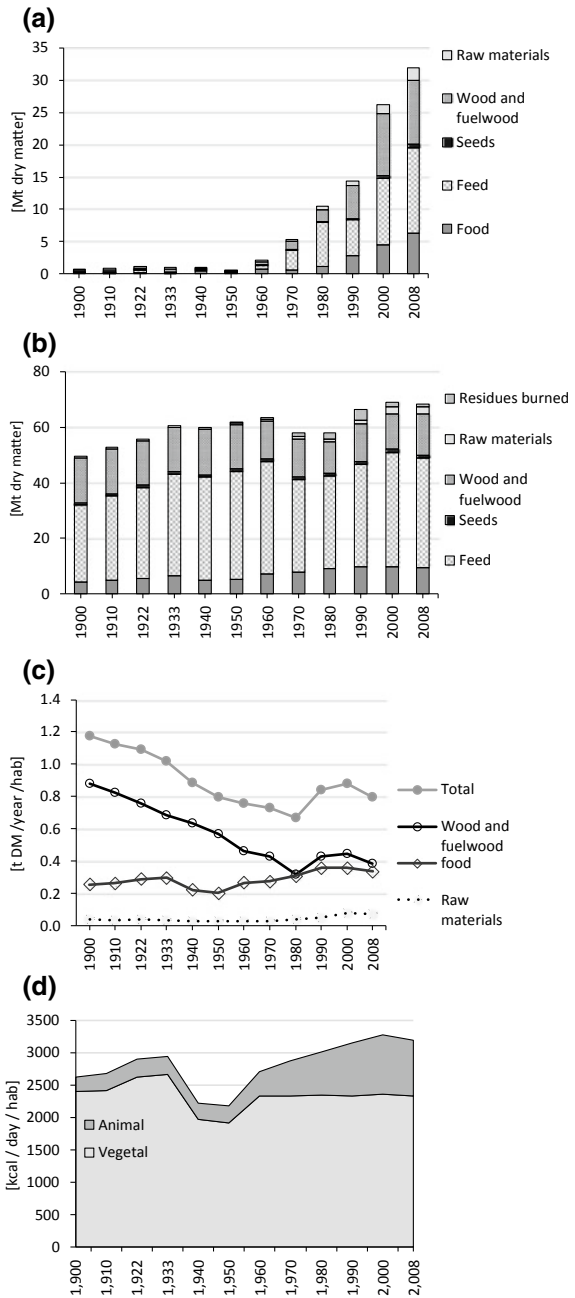 (a)
[Mt dry matter]
35
30
25
20
15
10
5
0
1900
1910
1922
1933
1940
1950
1960
1970
1980
1990
2000
2008
Raw materials
Wood and
fuelwood
Seeds
Feed
Food
(b)
[Mt dry matter]
80
60
40
20
0
1900
1910
1922
1933
1940
1950
1960
1970
1980
1990
2000
2008
Residues burned
Raw materials
Wood and
fuelwood
Seeds
Feed
(c)
[t DM /year /hab]
1.4
1.2
1.0
0.8
0.6
0.4
0.2
0.0
1900
1910
1922
1933
1940
1950
1960
1970
1980
1990
2000
2008
Total
Wood and
fuelwood
food
Raw
materials
(d)
[kcal / day / hab]
3500
3000
2500
2000
1500
1000
500
0
Animal
Vegetal
1,900
1,910
1,922
1,933
1,940
1,950
1,960
1,970
1,980
1,990
2,000
2,008